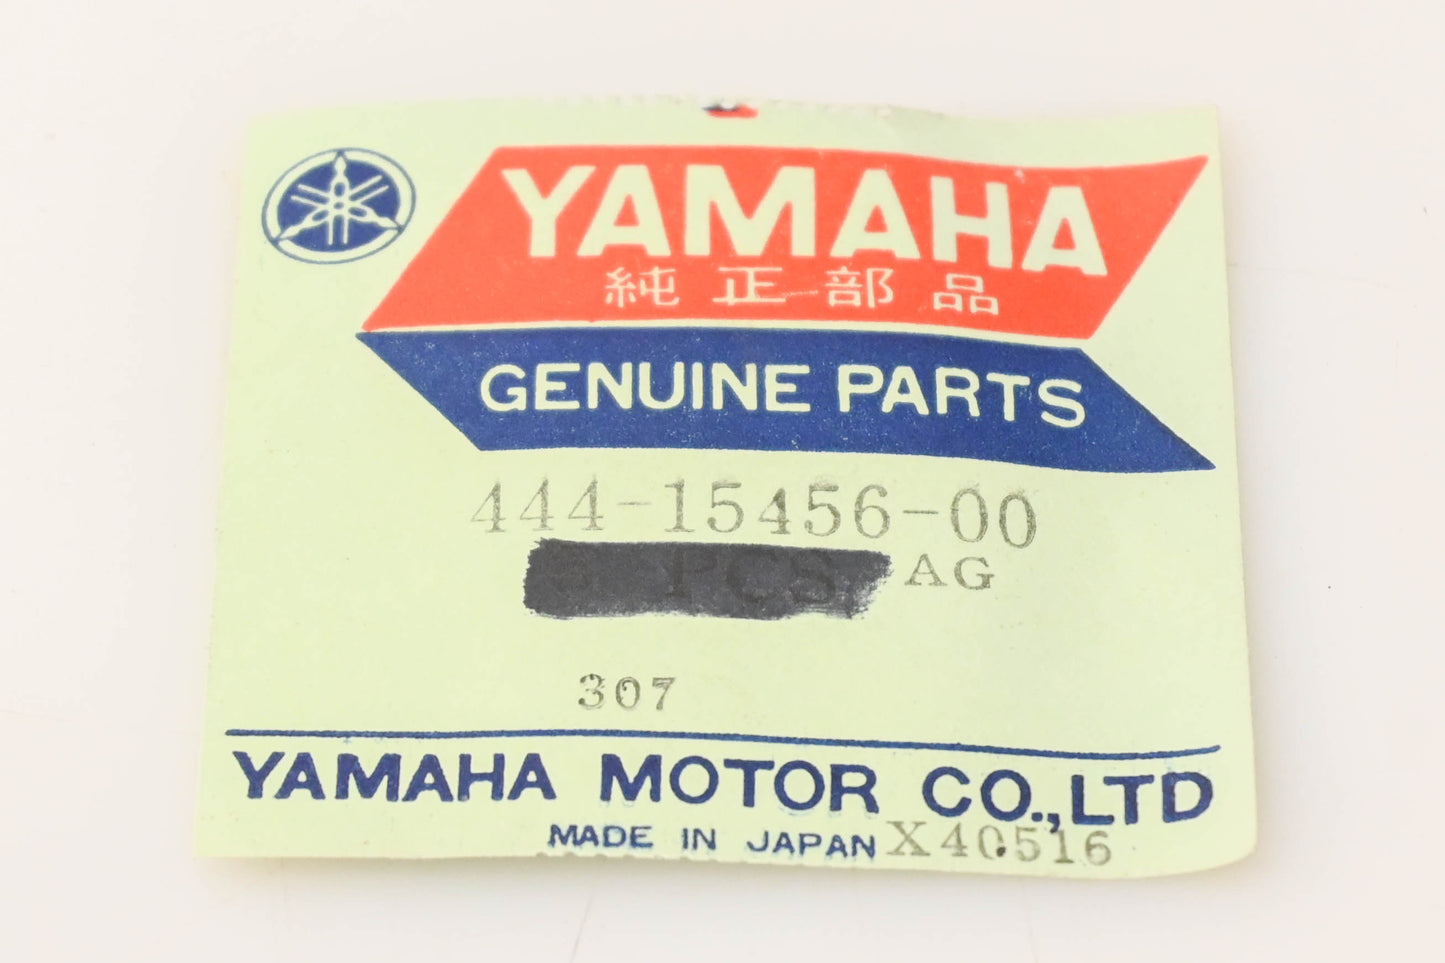 YAMAHA
純正部品
GENUINE PARTS
444-15456-00
PCS AG
307
YAMAHA MOTOR CO.,LTD
MADE IN JAPAN X40516